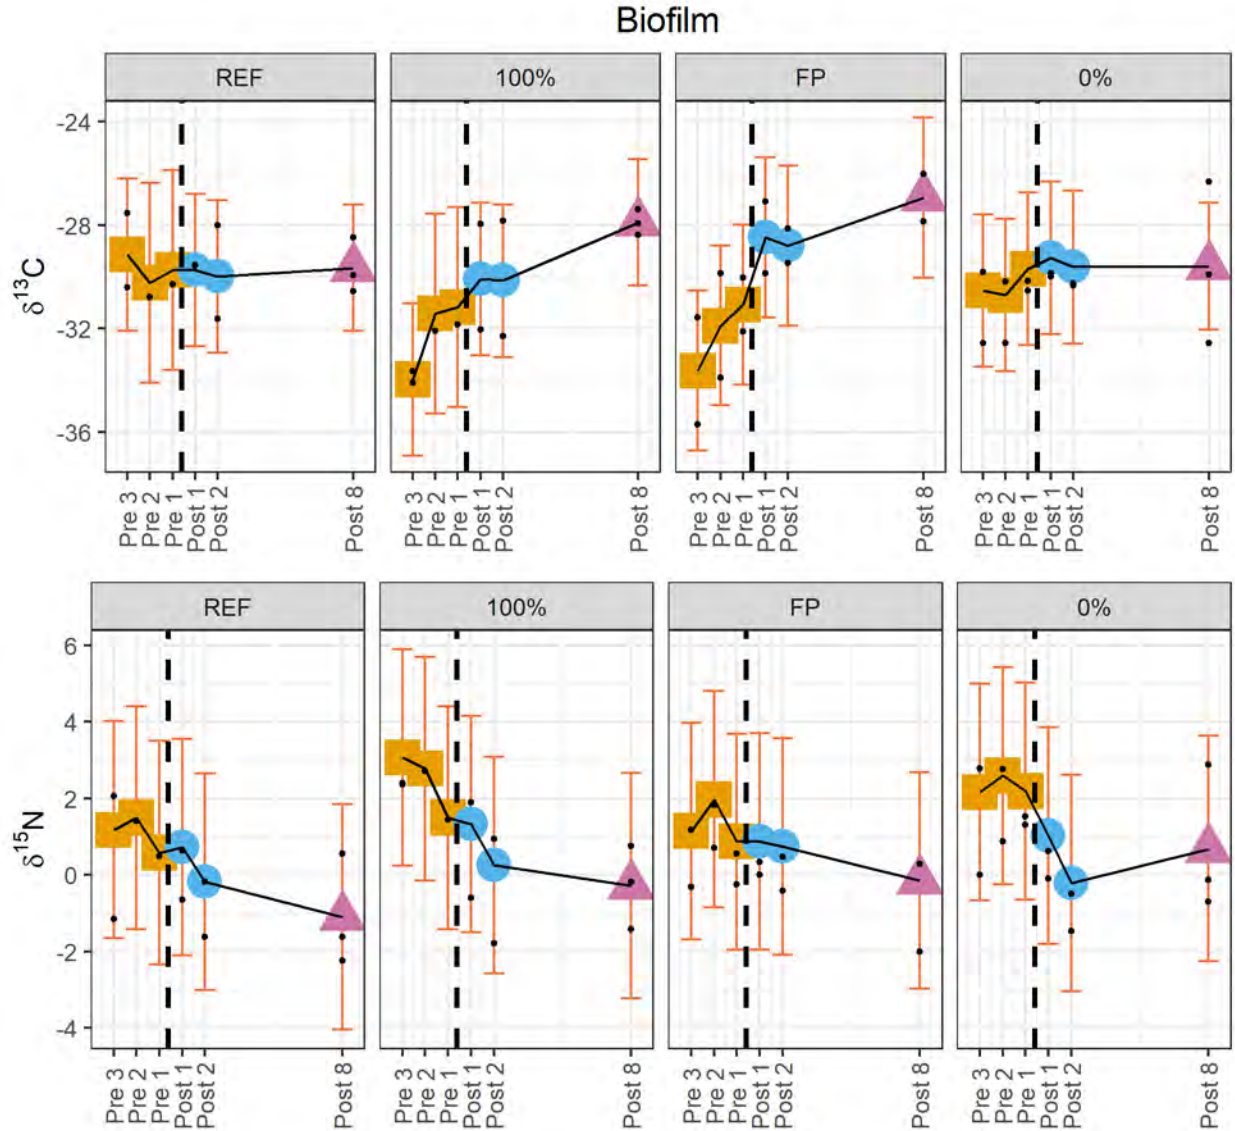 Biofilm
REF 100% FP 0%
δ13C
-24
-28
-32
-36
Pre 3 Pre 2 Pre 1 Post 1 Post 2 Post 8 Pre 3 Pre 2 Pre 1 Post 1 Post 2 Post 8 Pre 3 Pre 2 Pre 1 Post 1 Post 2 Post 8 Pre 3 Pre 2 Pre 1 Post 1 Post 2 Post 8
REF 100% FP 0%
δ15N
6
4
2
0
-2
-4
Pre 3 Pre 2 Pre 1 Post 1 Post 2 Post 8 Pre 3 Pre 2 Pre 1 Post 1 Post 2 Post 8 Pre 3 Pre 2 Pre 1 Post 1 Post 2 Post 8 Pre 3 Pre 2 Pre 1 Post 1 Post 2 Post 8